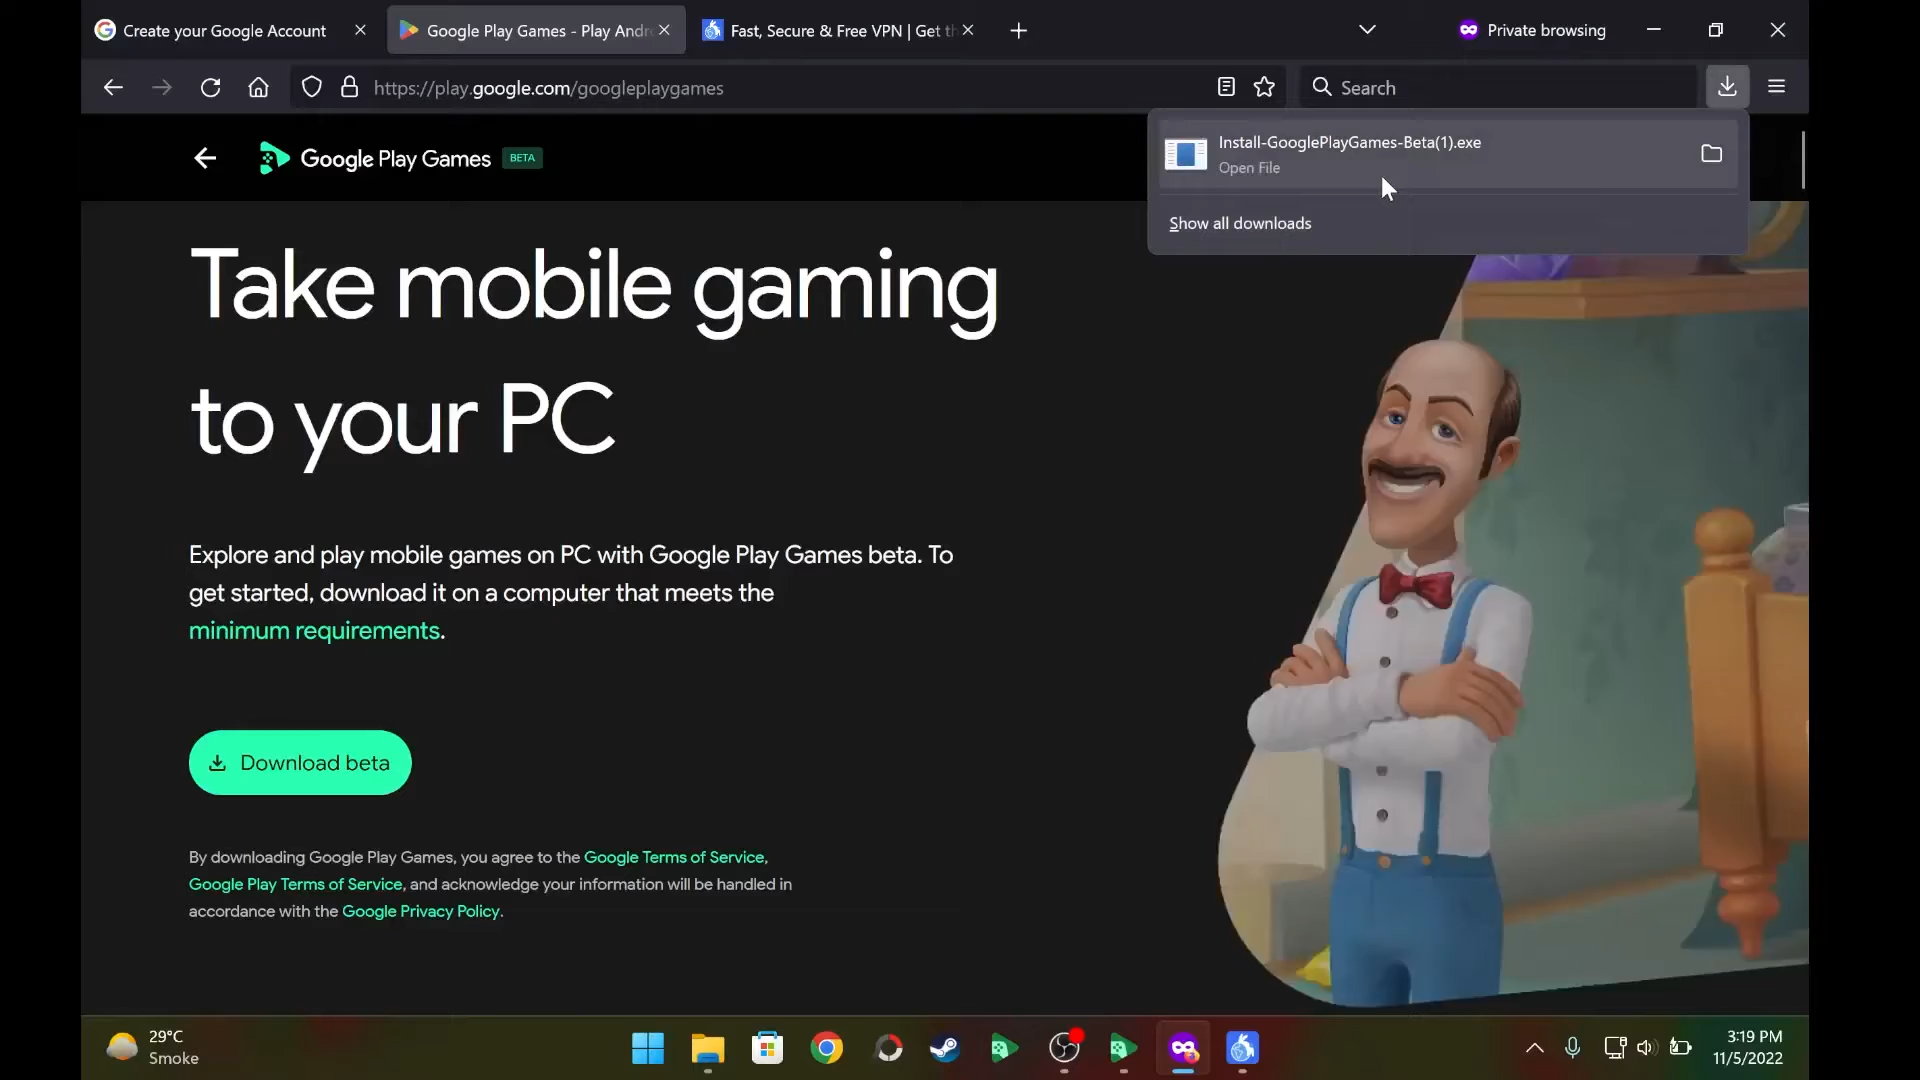 Create your Google Account
Google Play Games - Play Andr
Fast, Secure & Free VPN | Get th
Private browsing
https://play.google.com/googleplaygames
Search
Install-GooglePlayGames-Beta(1).exe
Open File
Show all downloads
Google Play Games BETA
Take mobile gaming
to your PC
Explore and play mobile games on PC with Google Play Games beta. To
get started, download it on a computer that meets the
minimum requirements.
Download beta
By downloading Google Play Games, you agree to the Google Terms of Service,
Google Play Terms of Service, and acknowledge your information will be handled in
accordance with the Google Privacy Policy.
29°C
Smoke
3:19 PM
11/5/2022